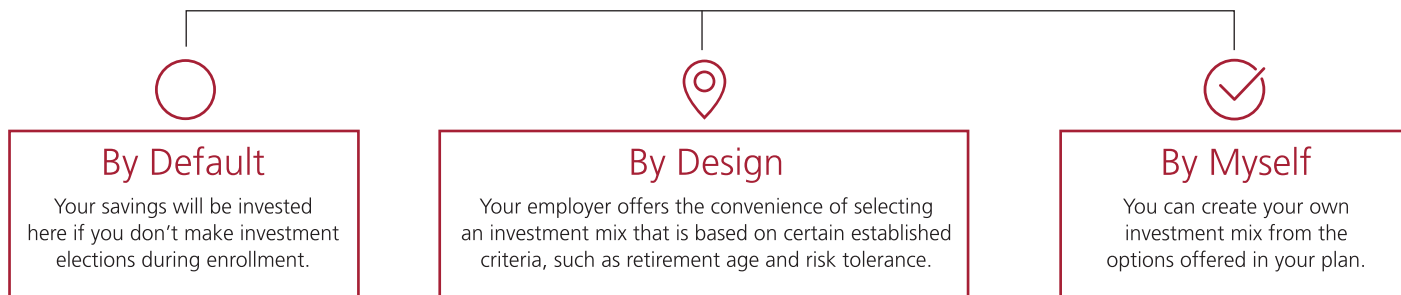 By Default
Your savings will be invested
here if you don’t make investment
elections during enrollment.
By Design
Your employer offers the convenience of selecting
an investment mix that is based on certain established
criteria, such as retirement age and risk tolerance.
By Myself
You can create your own
investment mix from the
options offered in your plan.